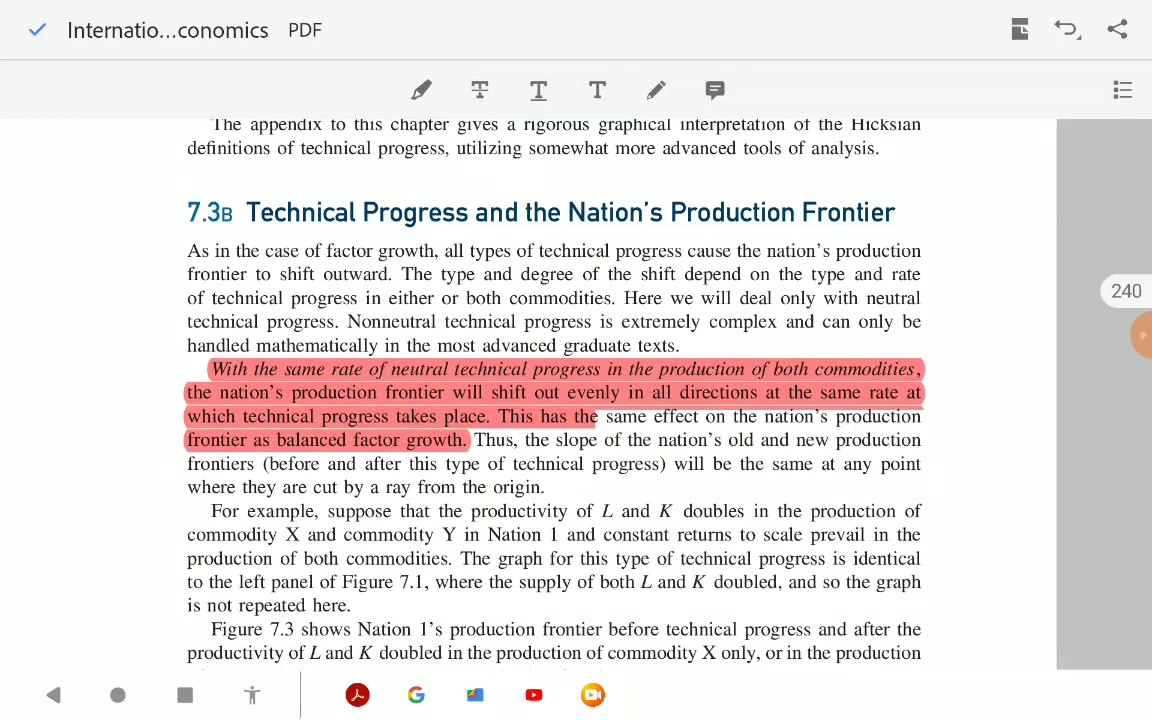 Internatio...conomics PDF
The appendix to this chapter gives a rigorous graphical interpretation of the Hicksian
definitions of technical progress, utilizing somewhat more advanced tools of analysis.
7.3B Technical Progress and the Nation's Production Frontier
As in the case of factor growth, all types of technical progress cause the nation's production
frontier to shift outward. The type and degree of the shift depend on the type and rate
of technical progress in either or both commodities. Here we will deal only with neutral
technical progress. Nonneutral technical progress is extremely complex and can only be
handled mathematically in the most advanced graduate texts.
240
With the same rate of neutral technical progress in the production of both commodities,
the nation's production frontier will shift out evenly in all directions at the same rate at
which technical progress takes place. This has the same effect on the nation's production
frontier as balanced factor growth. Thus, the slope of the nation's old and new production
frontiers (before and after this type of technical progress) will be the same at any point
where they are cut by a ray from the origin.
For example, suppose that the productivity of L and K doubles in the production of
commodity X and commodity Y in Nation 1 and constant returns to scale prevail in the
production of both commodities. The graph for this type of technical progress is identical
to the left panel of Figure 7.1, where the supply of both L and K doubled, and so the graph
is not repeated here.
Figure 7.3 shows Nation 1's production frontier before technical progress and after the
productivity of L and K doubled in the production of commodity X only, or in the production